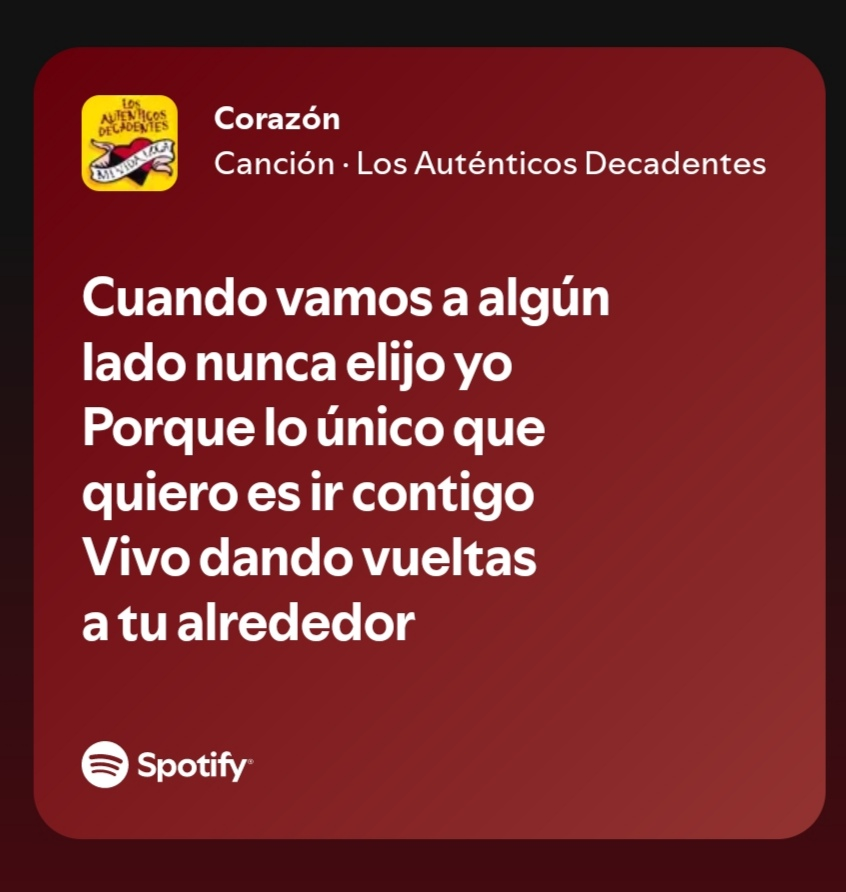 LOS
AUTENTICOS
DECADENTES
MI VIDA LOCA
Corazón
Canción · Los Auténticos Decadentes
Cuando vamos a algún
lado nunca elijo yo
Porque lo único que
quiero es ir contigo
Vivo dando vueltas
a tu alrededor
Spotify®